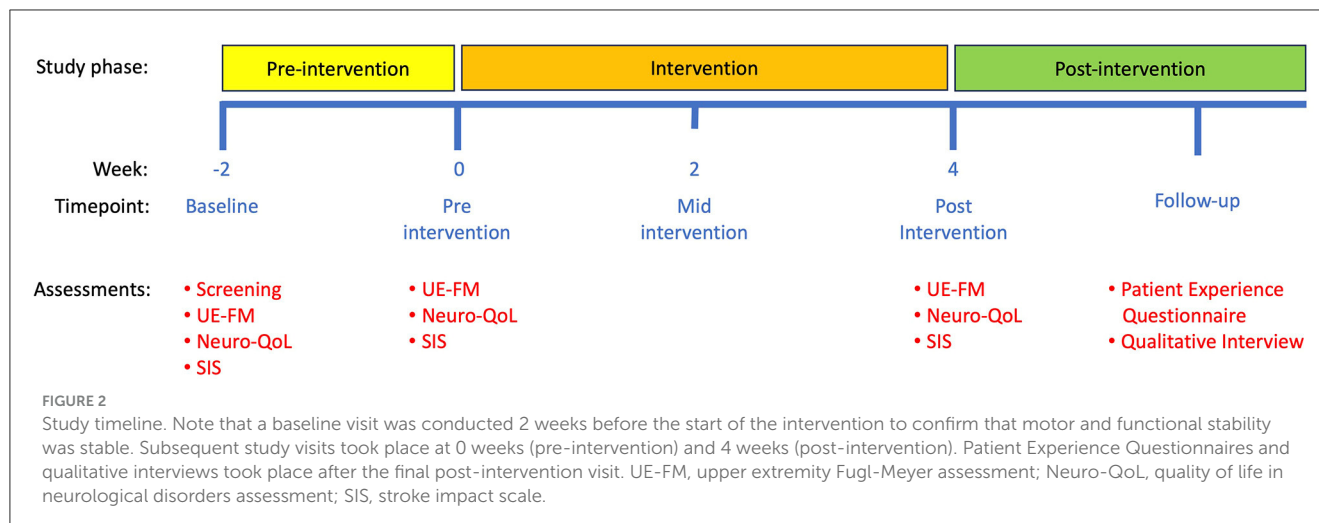 Study phase: Pre-intervention Intervention Post-intervention
Week: -2 0 2 4
Timepoint: Baseline Pre Mid Post Follow-up
intervention intervention Intervention
Assessments: • Screening • UE-FM • UE-FM • Patient Experience
• UE-FM • Neuro-QoL • Neuro-QoL Questionnaire
• Neuro-QoL • SIS • SIS • Qualitative Interview
• SIS
FIGURE 2
Study timeline. Note that a baseline visit was conducted 2 weeks before the start of the intervention to confirm that motor and functional stability
was stable. Subsequent study visits took place at 0 weeks (pre-intervention) and 4 weeks (post-intervention). Patient Experience Questionnaires and
qualitative interviews took place after the final post-intervention visit. UE-FM, upper extremity Fugl-Meyer assessment; Neuro-QoL, quality of life in
neurological disorders assessment; SIS, stroke impact scale.